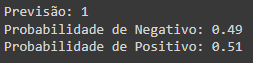 Previsão: 1
Probabilidade de Negativo: 0.49
Probabilidade de Positivo: 0.51